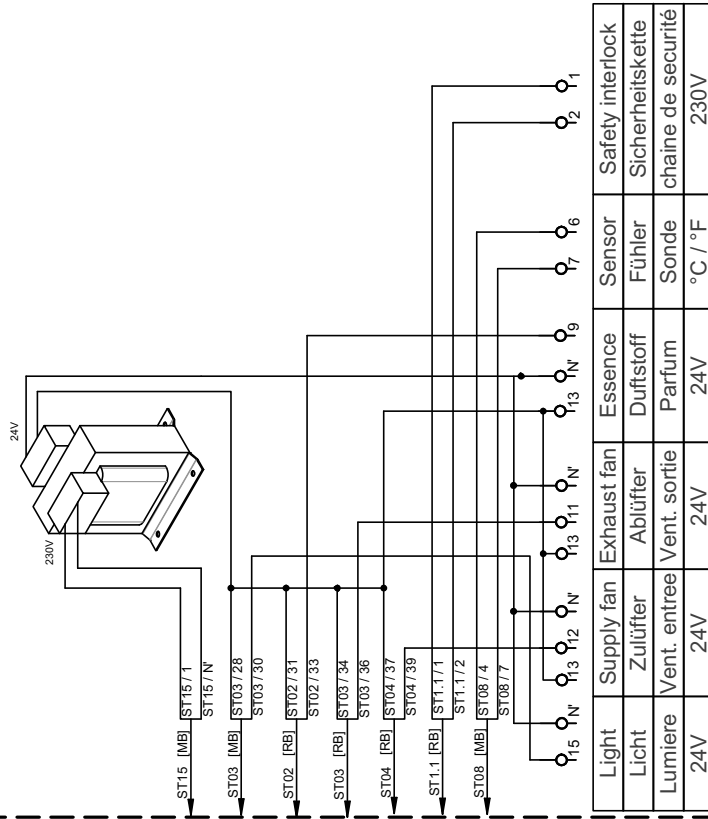 24V
230V
ST15 [MB]
ST15 / 1
ST15 / N'
ST03 [MB]
ST03 / 28
ST03 / 30
ST02 [RB]
ST02 / 31
ST02 / 33
ST03 [RB]
ST03 / 34
ST03 / 36
ST04 [RB]
ST04 / 37
ST04 / 39
ST1.1 [RB]
ST1.1 / 1
ST1.1 / 2
ST08 [MB]
ST08 / 4
ST08 / 7
15
N'
13
12
N'
13
11
N'
13
N'
9
7
6
2
1
Light
Licht
Lumiere
24V
Supply fan
Zulüfter
Vent. entree
24V
Exhaust fan
Ablüfter
Vent. sortie
24V
Essence
Duftstoff
Parfum
24V
Sensor
Fühler
Sonde
°C / °F
Safety interlock
Sicherheitskette
chaine de securité
230V